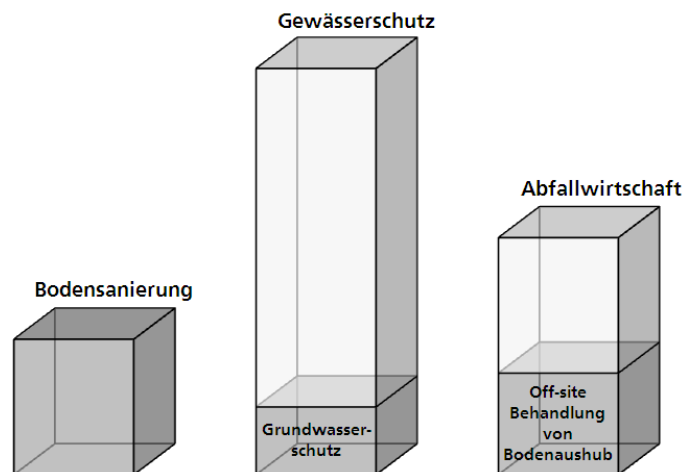 Gewässerschutz
Abfallwirtschaft
Bodensanierung
Grundwasser-
schutz
Off-site
Behandlung
von
Bodenaushub